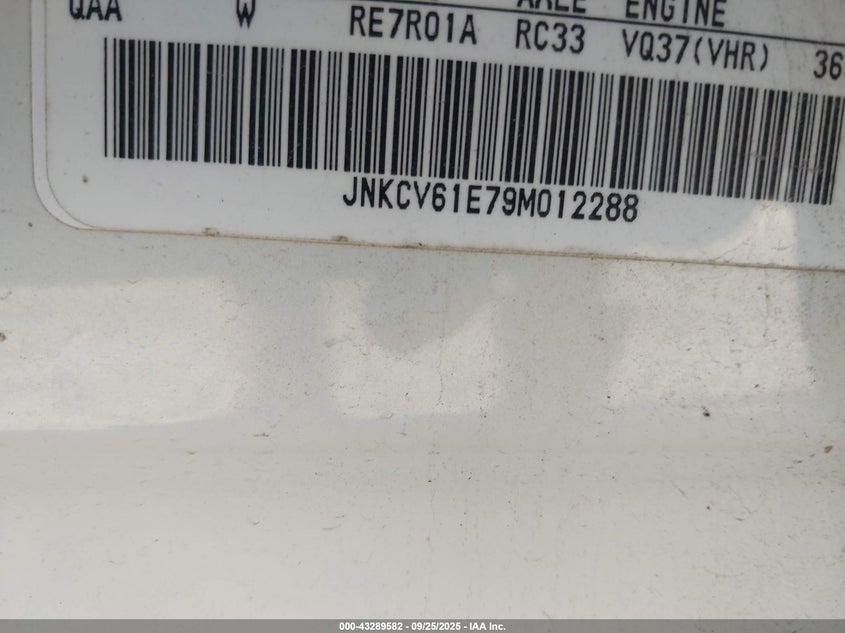 QAA W AXLE ENGINE
RE7R01A RC33 VQ37(VHR) 36
JNKCV61E79M012288
000-43289582 - 09/25/2025 - IAA Inc.